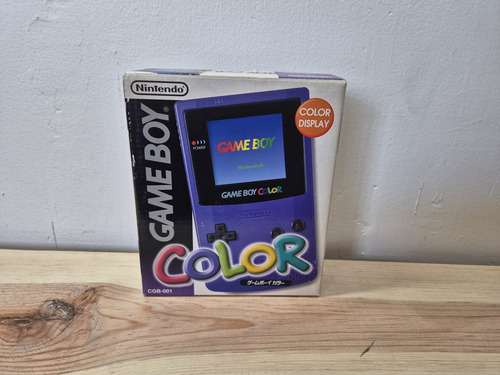 Nintendo
GAME BOY
COLOR
DISPLAY
POWER
GAME BOY
Nintendo
GAME BOY COLOR
COLOR
ゲームボーイ カラー
CGB-001